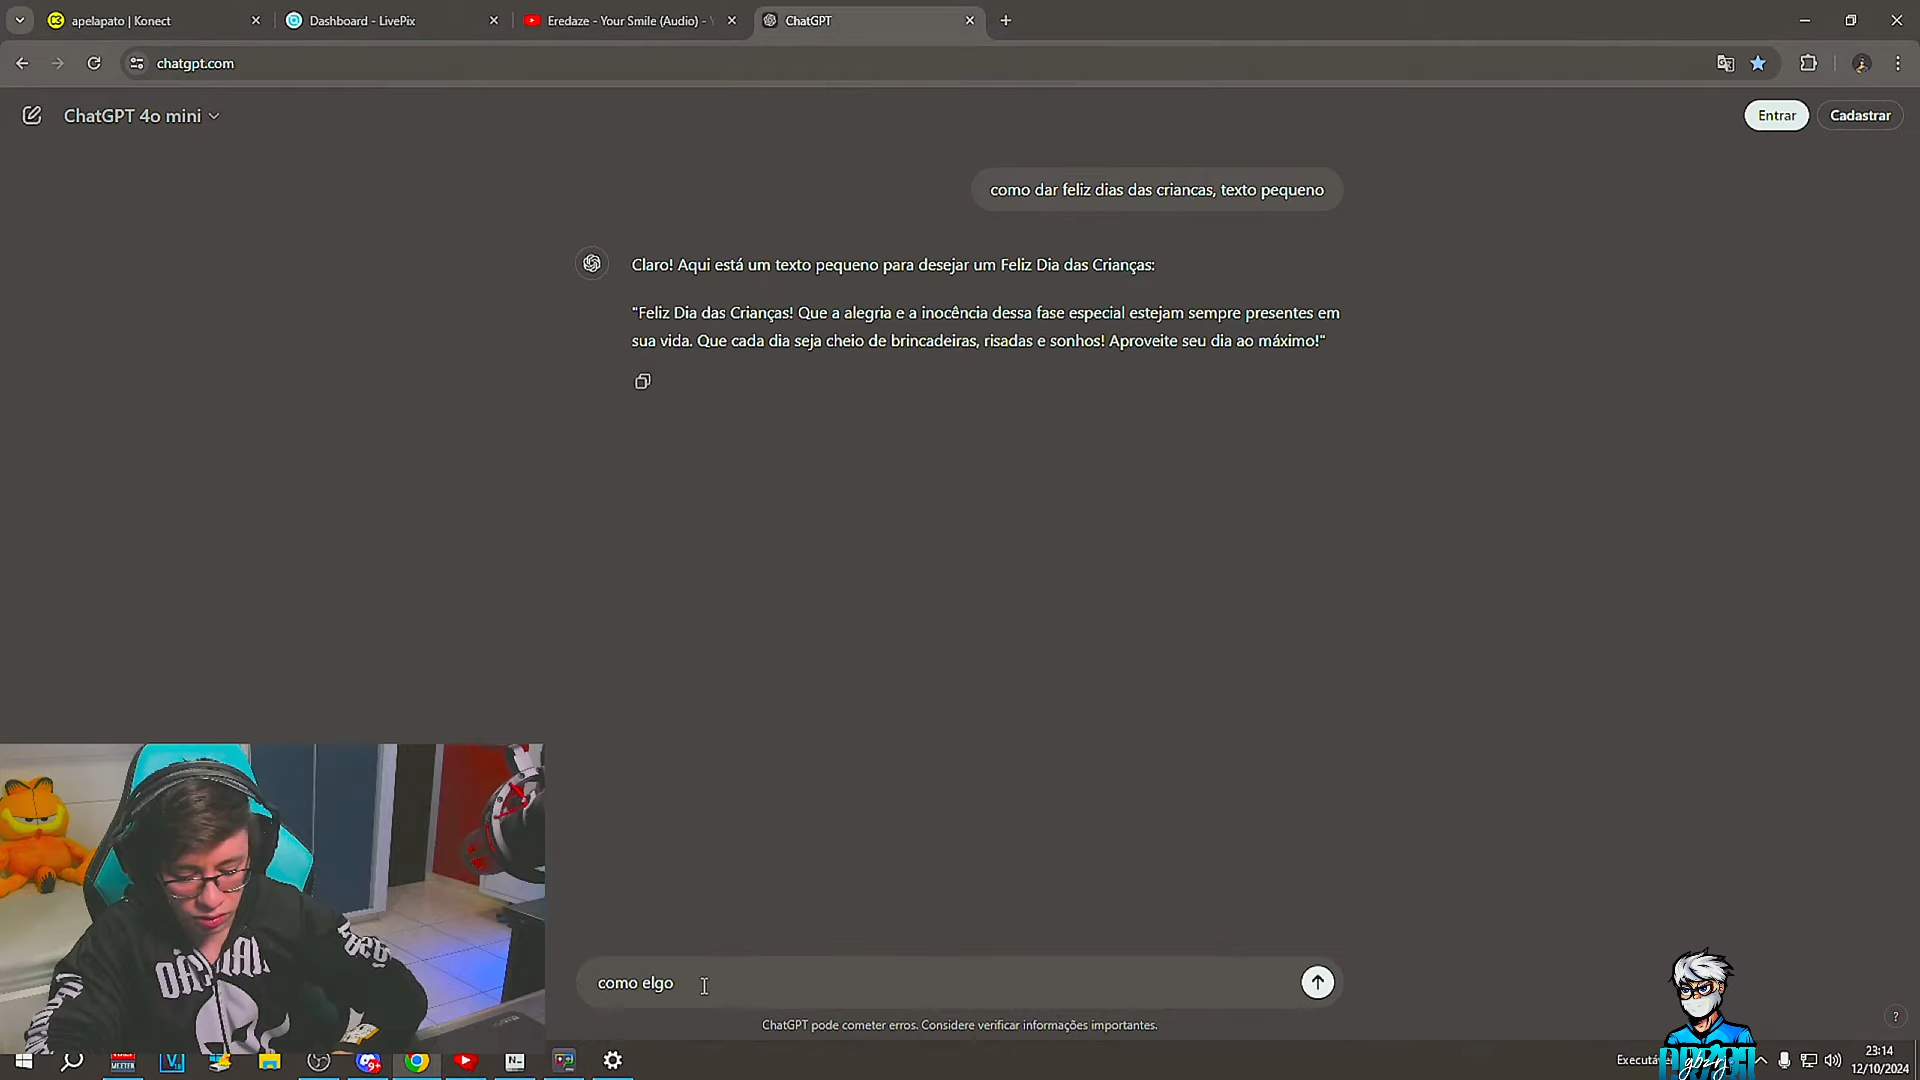 apelapato | Konect
Dashboard - LivePix
Eredaze - Your Smile (Audio) -
ChatGPT
chatgpt.com
ChatGPT 4o mini
Entrar
Cadastrar
como dar feliz dias das criancas, texto pequeno
Claro! Aqui está um texto pequeno para desejar um Feliz Dia das Crianças:
"Feliz Dia das Crianças! Que a alegria e a inocência dessa fase especial estejam sempre presentes em
sua vida. Que cada dia seja cheio de brincadeiras, risadas e sonhos! Aproveite seu dia ao máximo!"
como elgo
ChatGPT pode cometer erros. Considere verificar informações importantes.
?
MEETER
9+
N
gbzrj
23:14
12/10/2024